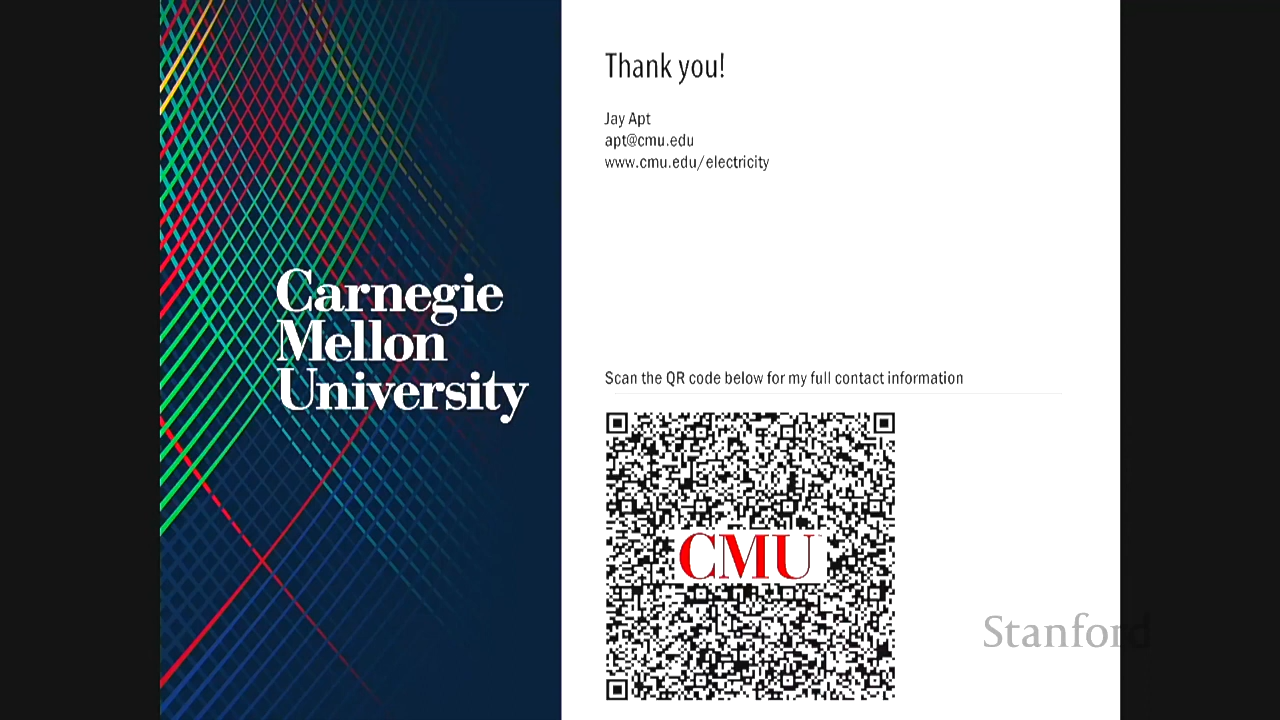 Carnegie
Mellon
University
Thank you!
Jay Apt
apt@cmu.edu
www.cmu.edu/electricity
Scan the QR code below for my full contact information
CMU
Stanford